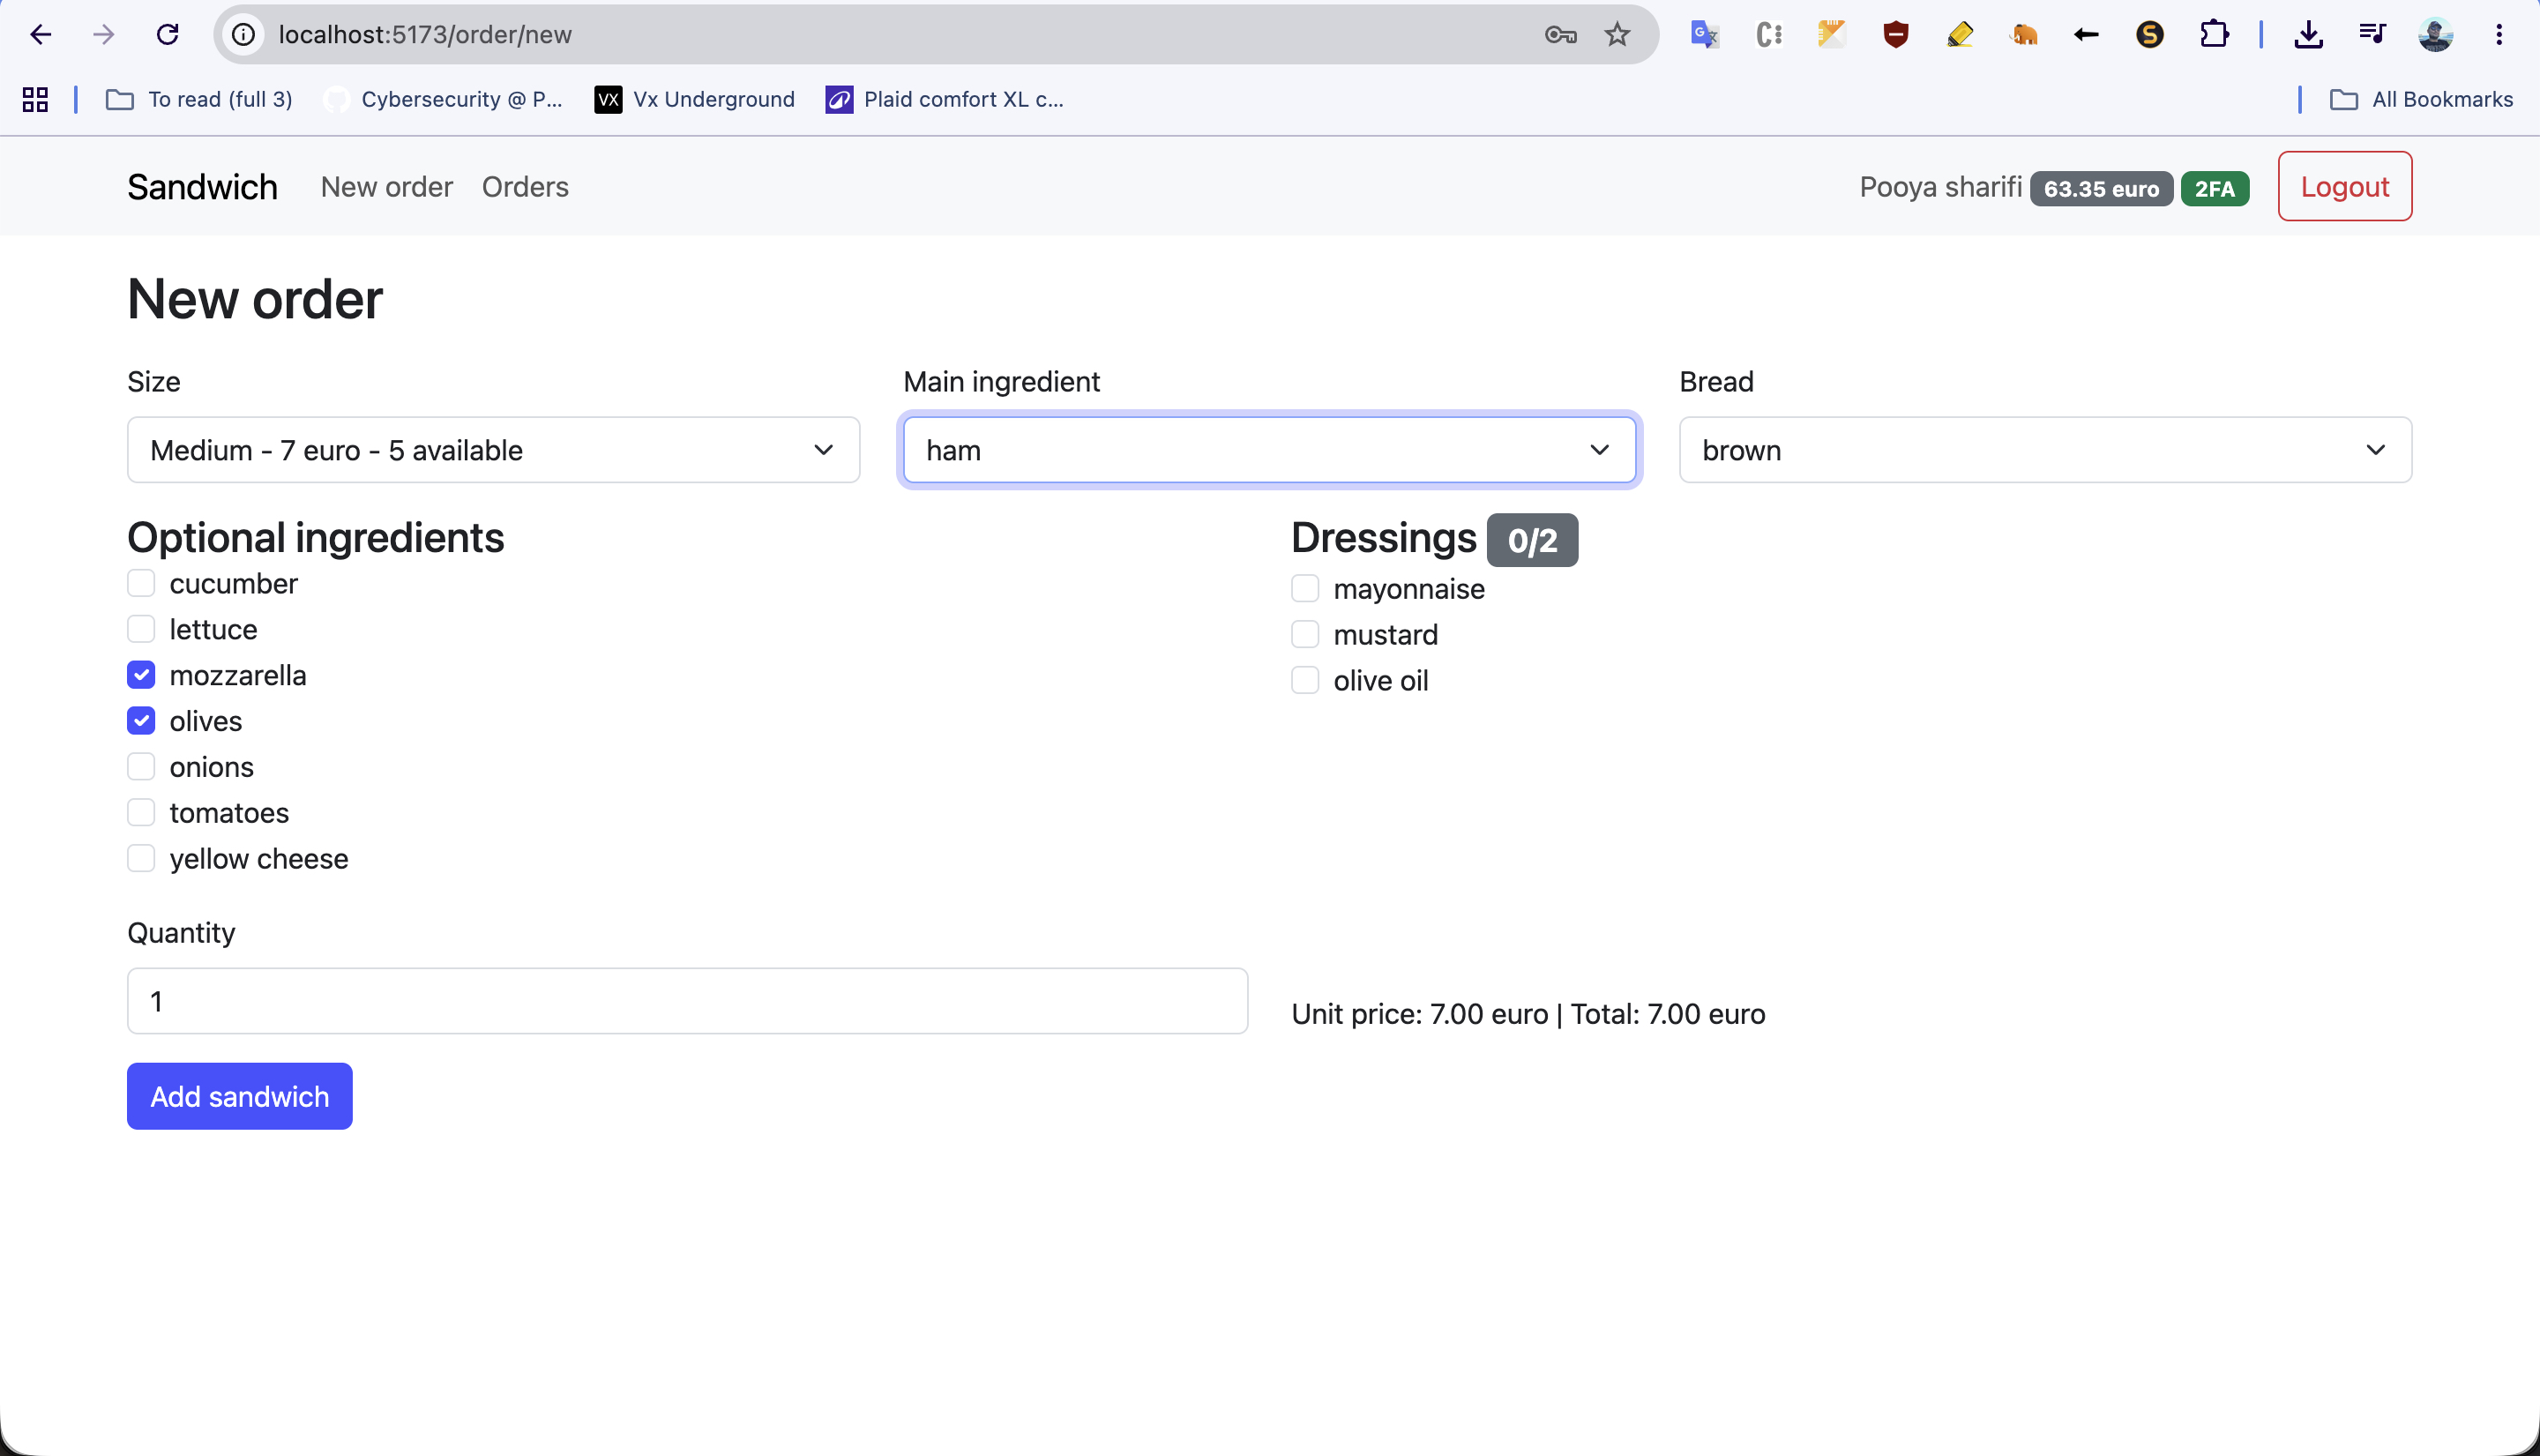 localhost:5173/order/new
To read (full 3) Cybersecurity @ P... VX Vx Underground Plaid comfort XL c... All Bookmarks
Sandwich New order Orders Pooya sharifi 63.35 euro 2FA Logout
New order
Size Main ingredient Bread
Medium - 7 euro - 5 available ham brown
Optional ingredients Dressings 0/2
cucumber mayonnaise
lettuce mustard
mozzarella olive oil
olives
onions
tomatoes
yellow cheese
Quantity
1
Unit price: 7.00 euro | Total: 7.00 euro
Add sandwich